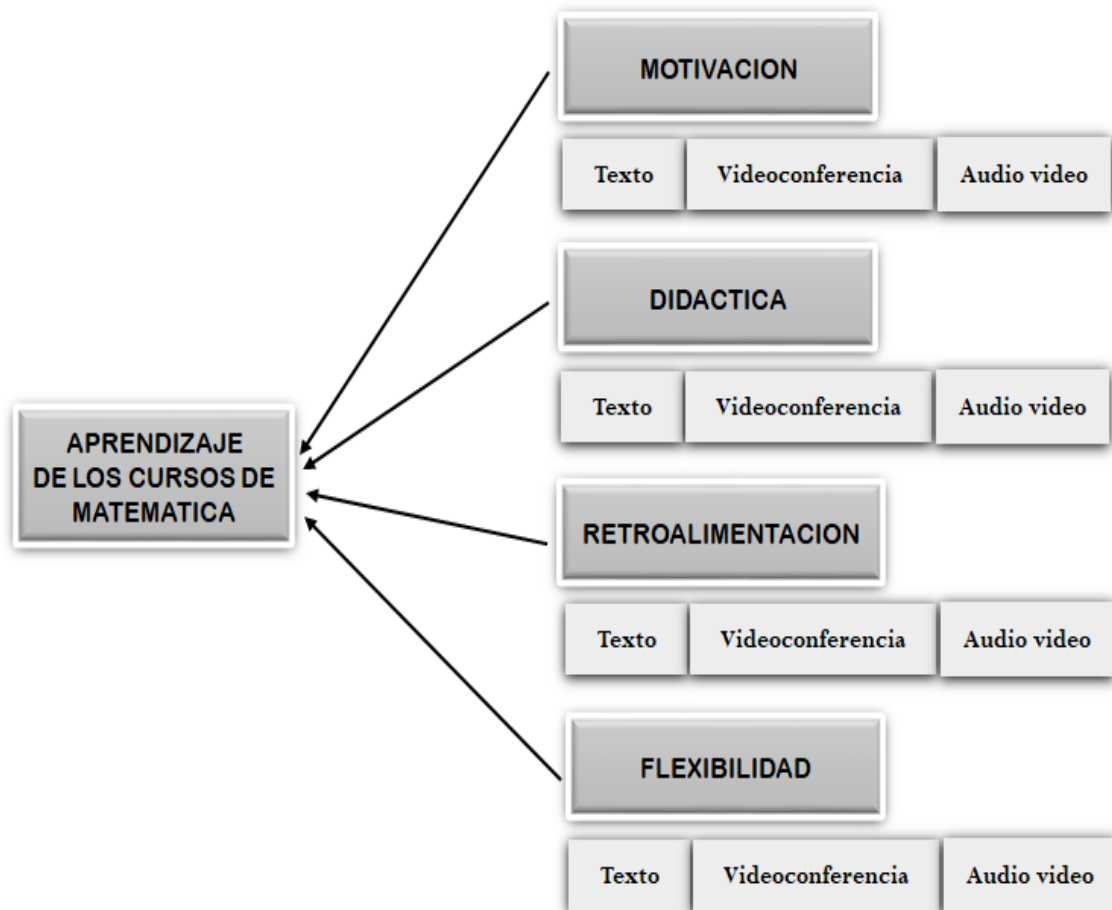 MOTIVACION
Texto Videoconferencia Audio video
DIDACTICA
Texto Videoconferencia Audio video
APRENDIZAJE
DE LOS CURSOS DE
MATEMATICA
RETROALIMENTACION
Texto Videoconferencia Audio video
FLEXIBILIDAD
Texto Videoconferencia Audio video